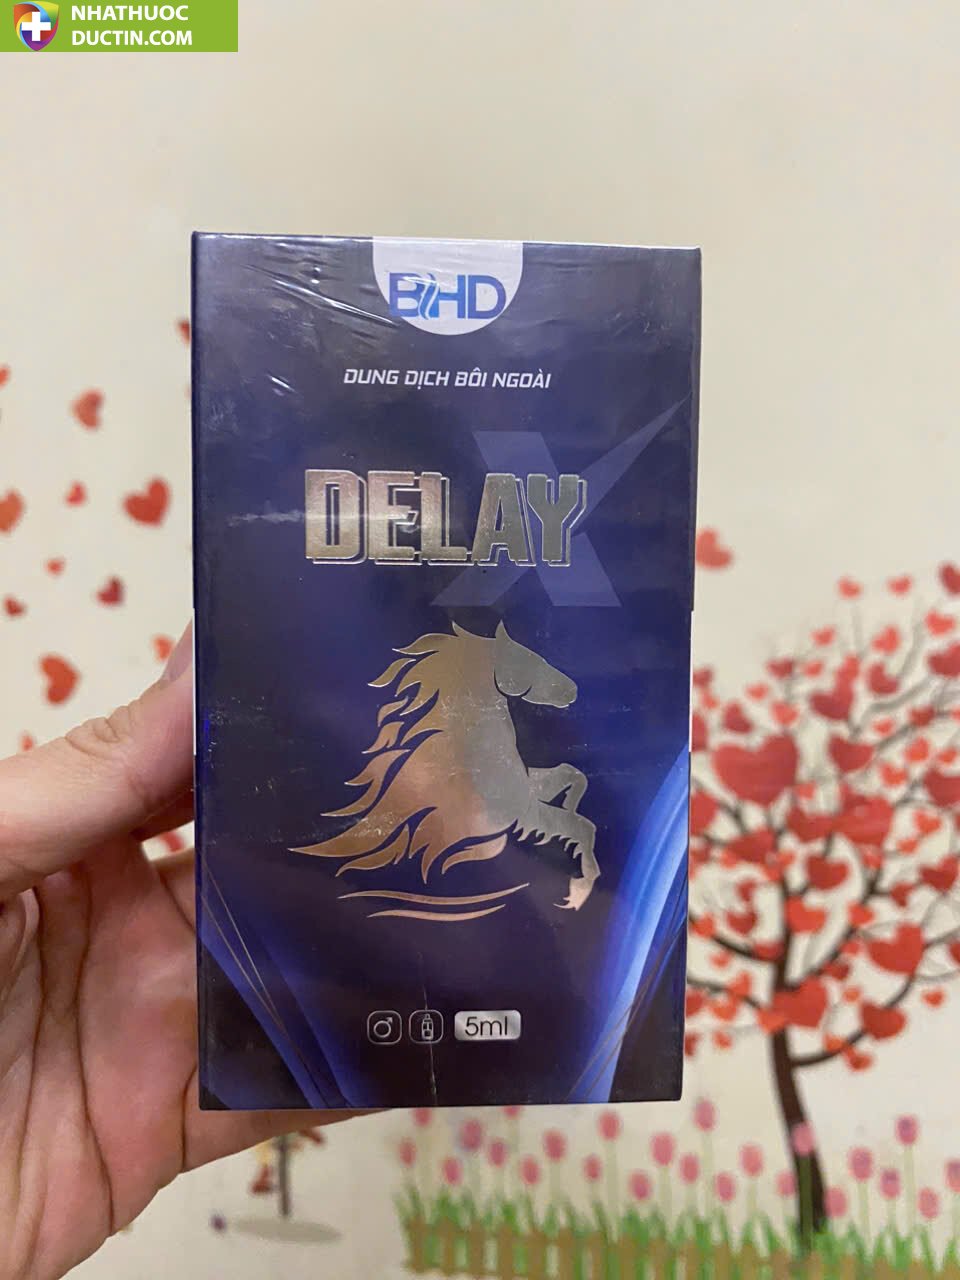 NHATHUOC
DUCTIN.COM
BHD
DUNG DỊCH BÔI NGOÀI
DELAY X
5ml